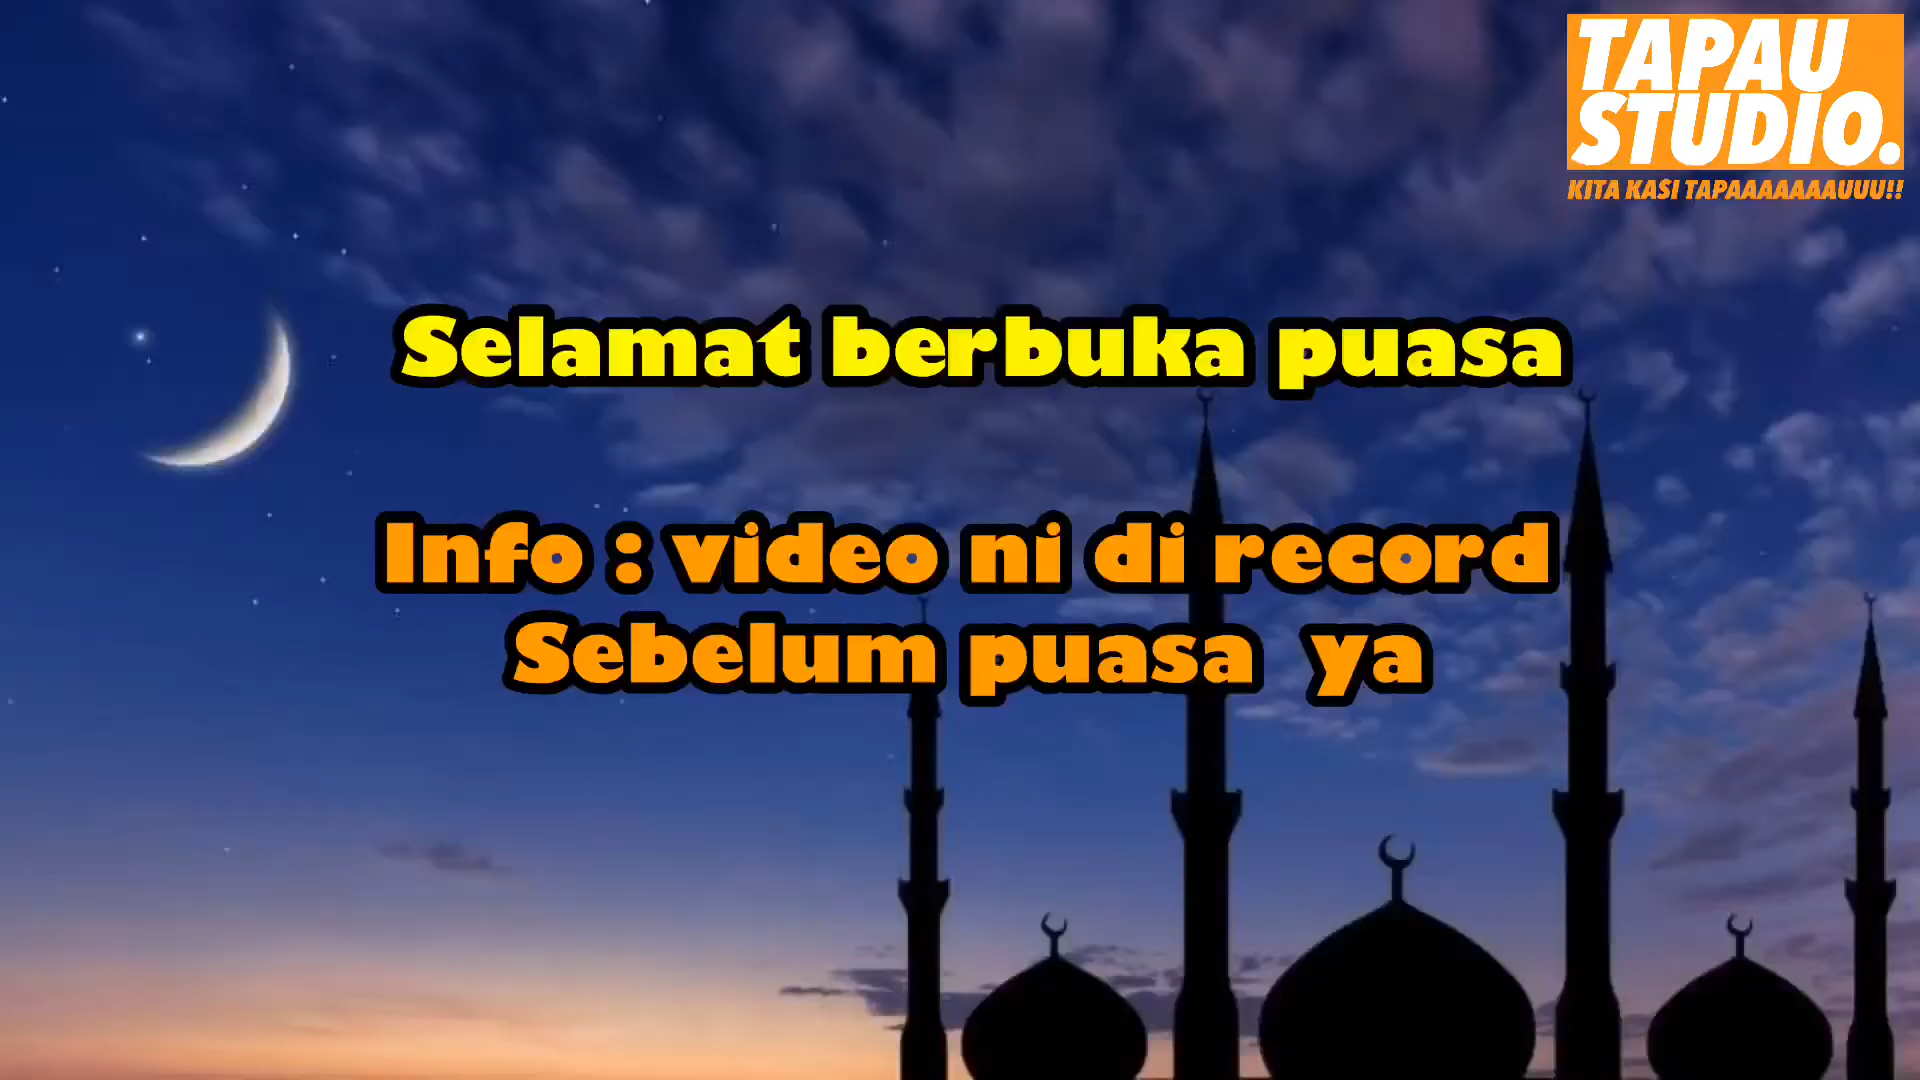 TAPAU
STUDIO.
KITA KASI TAPAAAAAAAUUU!!
Selamat berbuka puasa
Info : video ni di record
Sebelum puasa ya